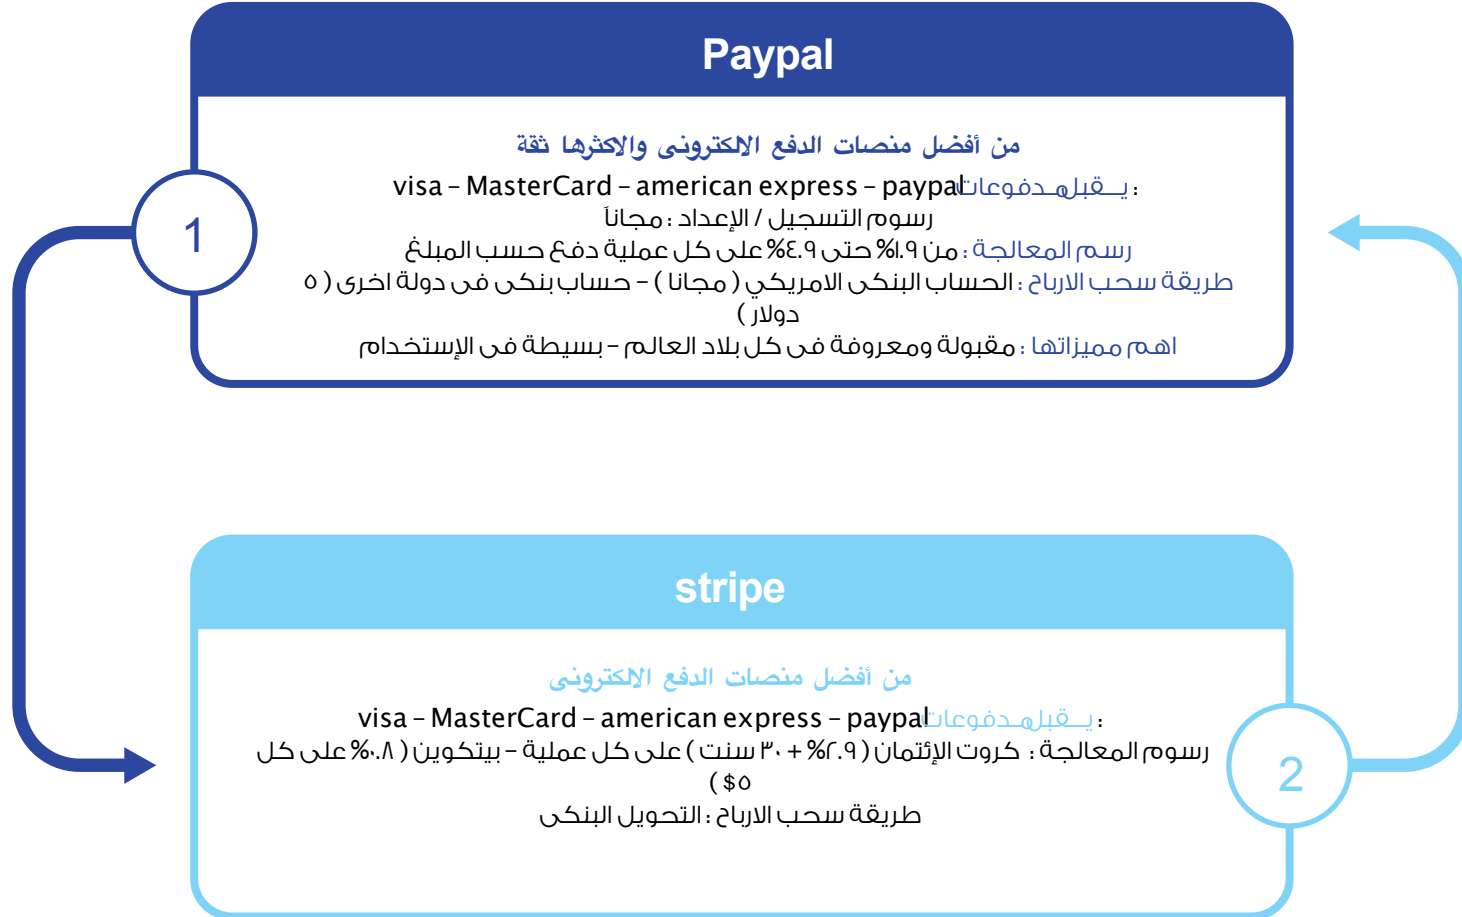 Paypal
من أفضل منصات الدفع الالكترونى والاكثرها ثقة
يــقبل مـدفوعات : visa – MasterCard – american express – paypal
رسوم التسجيل / الإعداد : مجاناً
رسم المعالجة : من ١.٩% حتى ٤.٩% على كل عملية دفع حسب المبلغ
طريقة سحب الارباح : الحساب البنكى الامريكي ( مجانا ) – حساب بنكى فى دولة اخرى ( ٥
دولار )
اهم مميزاتها : مقبولة ومعروفة فى كل بلاد العالم – بسيطة فى الإستخدام
1
stripe
من أفضل منصات الدفع الالكترونى
يــقبل مـدفوعات : visa – MasterCard – american express – paypal
رسوم المعالجة : كروت الإئتمان ( ٢.٩% + ٣٠ سنت ) على كل عملية – بيتكوين ( ٠.٨% على كل
٥$ )
طريقة سحب الارباح : التحويل البنكى
2